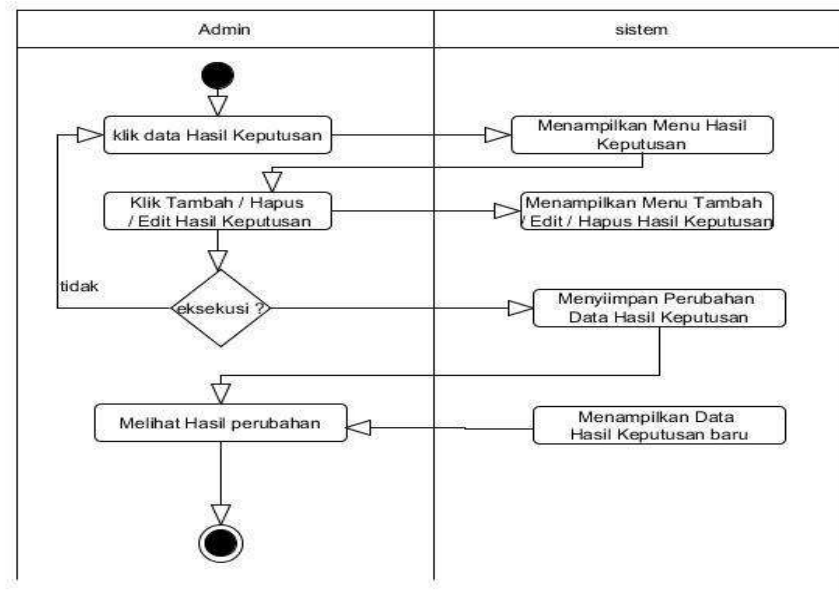 Admin
sistem
klik data Hasil Keputusan
Menampilkan Menu Hasil
Keputusan
Klik Tambah / Hapus
/ Edit Hasil Keputusan
Menampilkan Menu Tambah
/ Edit / Hapus Hasil Keputusan
tidak
eksekusi ?
Menyiimpan Perubahan
Data Hasil Keputusan
Melihat Hasil perubahan
Menampilkan Data
Hasil Keputusan baru